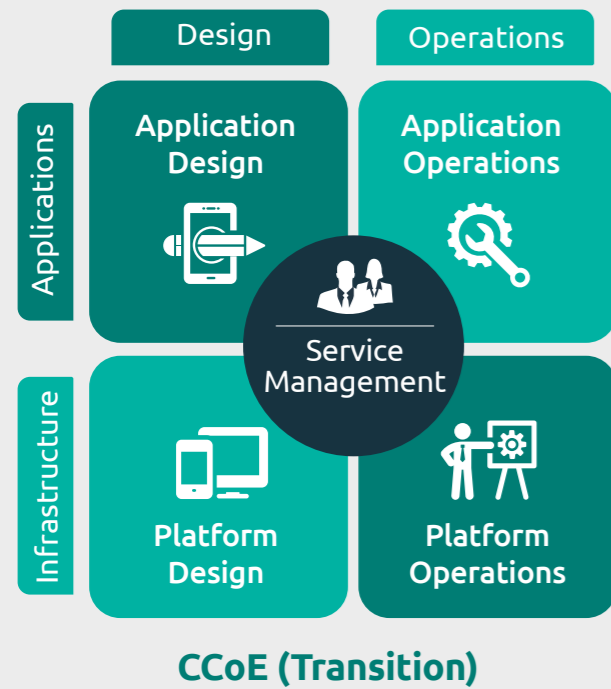 Design
Operations
Applications
Application
Design
Application
Operations
Service
Management
Infrastructure
Platform
Design
Platform
Operations
CCoE (Transition)